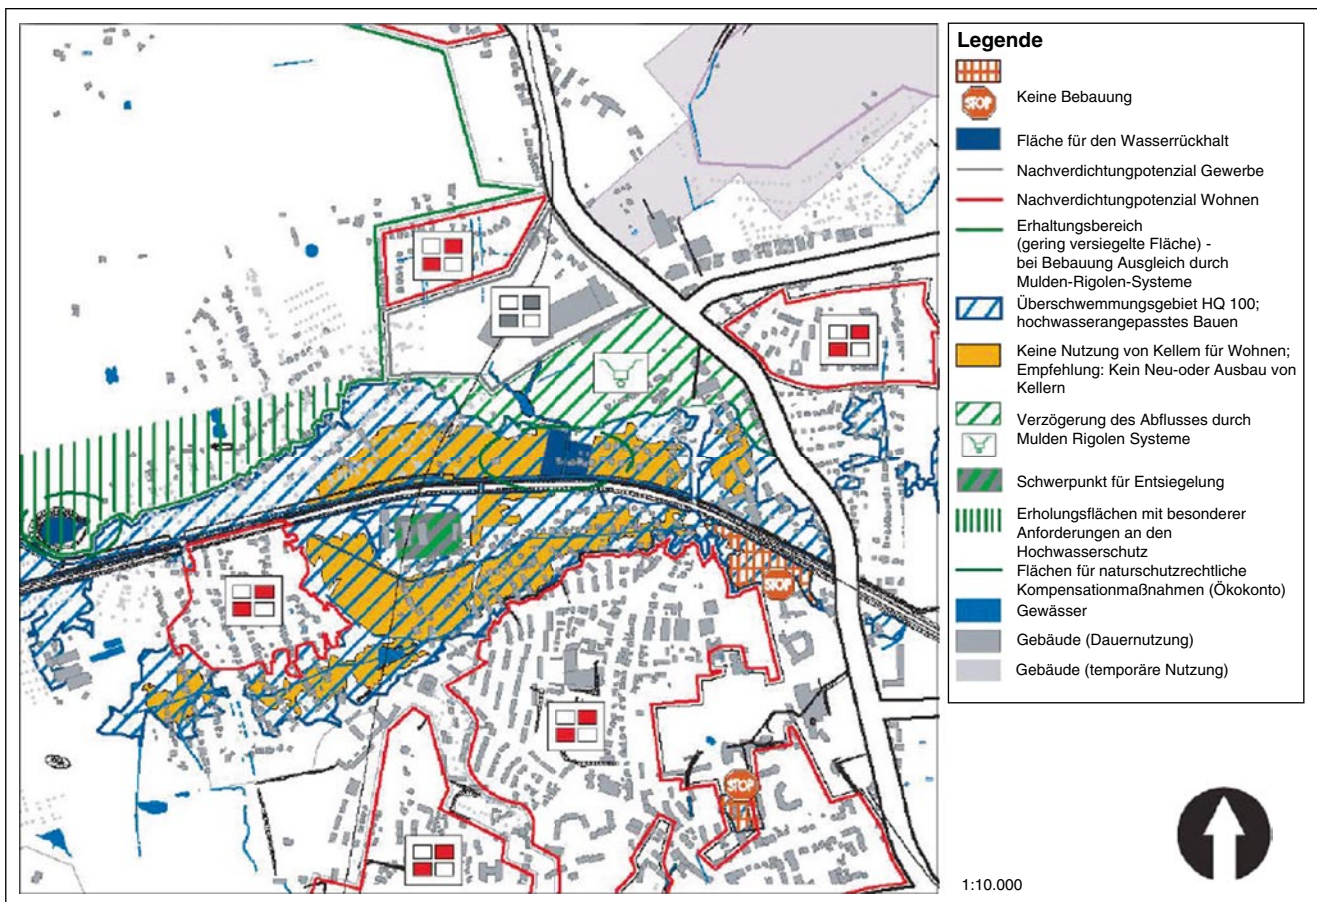 Legende
STOP
Keine Bebauung
Fläche für den Wasserrückhalt
Nachverdichtungpotenzial Gewerbe
Nachverdichtungpotenzial Wohnen
Erhaltungsbereich
(gering versiegelte Fläche) -
bei Bebauung Ausgleich durch
Mulden-Rigolen-Systeme
Überschwemmungsgebiet HQ 100;
hochwasserangepasstes Bauen
Keine Nutzung von Kellem für Wohnen;
Empfehlung: Kein Neu-oder Ausbau von
Kellern
Verzögerung des Abflusses durch
Mulden Rigolen Systeme
Schwerpunkt für Entsiegelung
Erholungsflächen mit besonderer
Anforderungen an den
Hochwasserschutz
Flächen für naturschutzrechtliche
Kompensationmaßnahmen (Ökokonto)
Gewässer
Gebäude (Dauernutzung)
Gebäude (temporäre Nutzung)
STOP
STOP
1:10.000